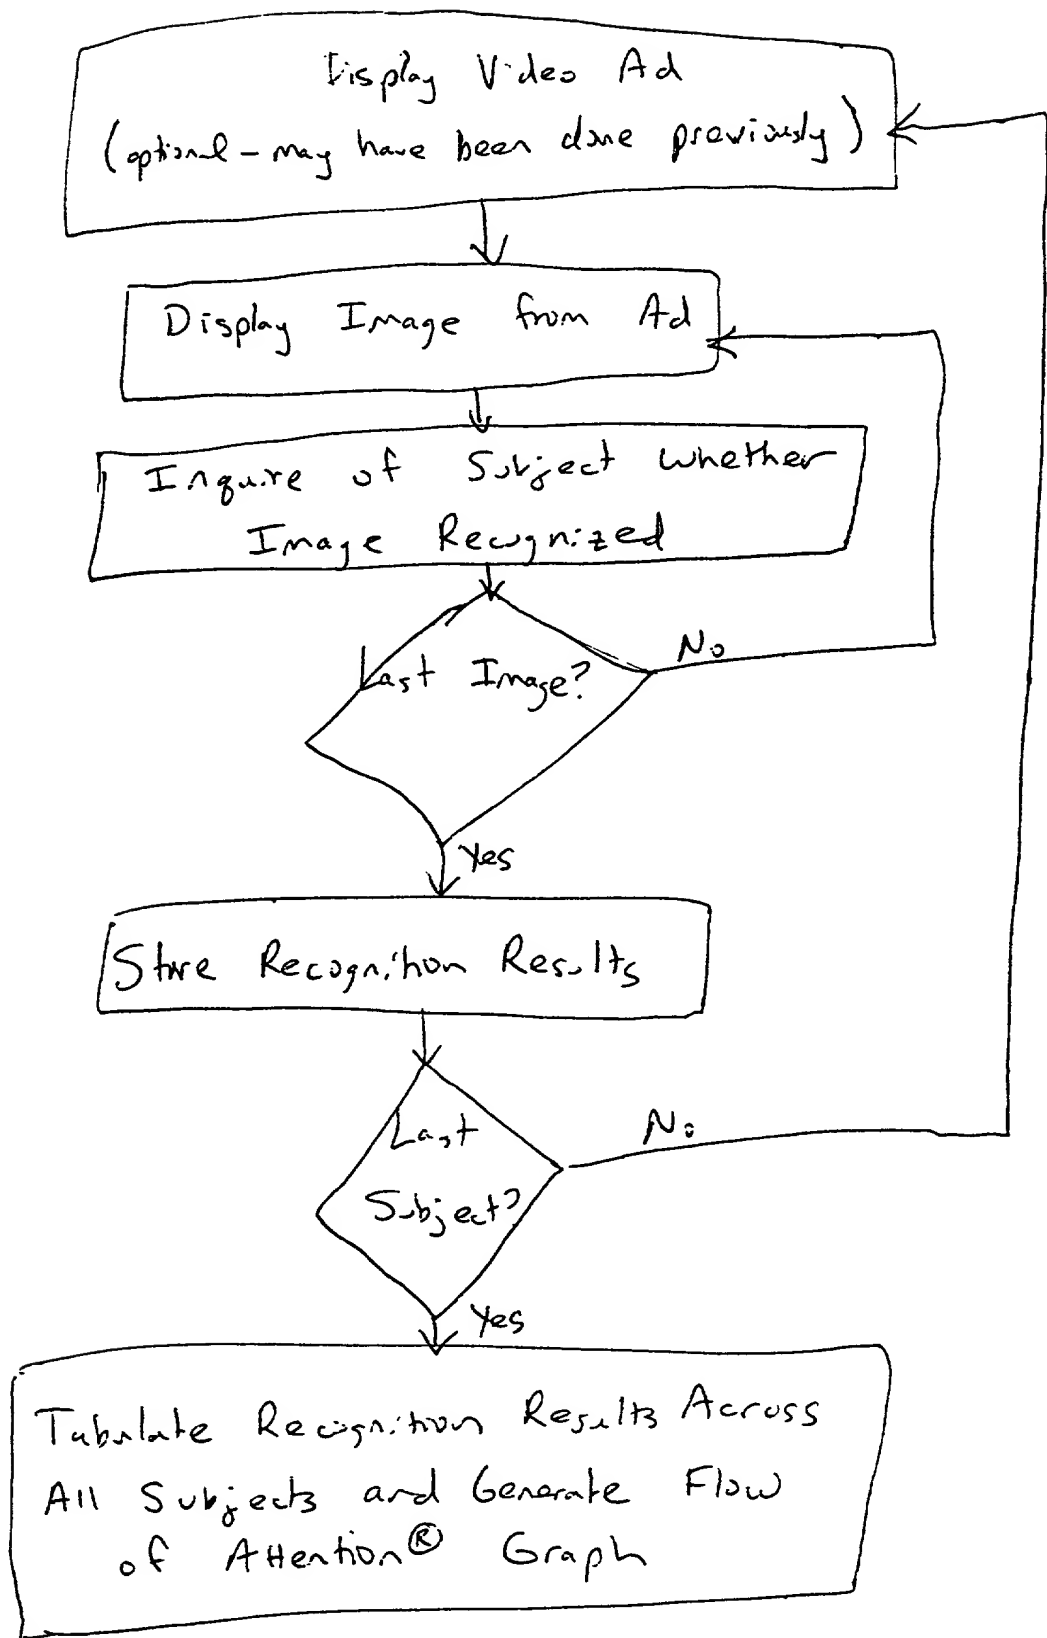 Display Video Ad
(optional - may have been done previously)
Display Image from Ad
Inquire of Subject whether
Image Recognized
Last Image?
No
Yes
Store Recognition Results
Last
No
Subject?
Yes
Tabulate Recognition Results Across
All Subjects and Generate Flow
of Attention® Graph